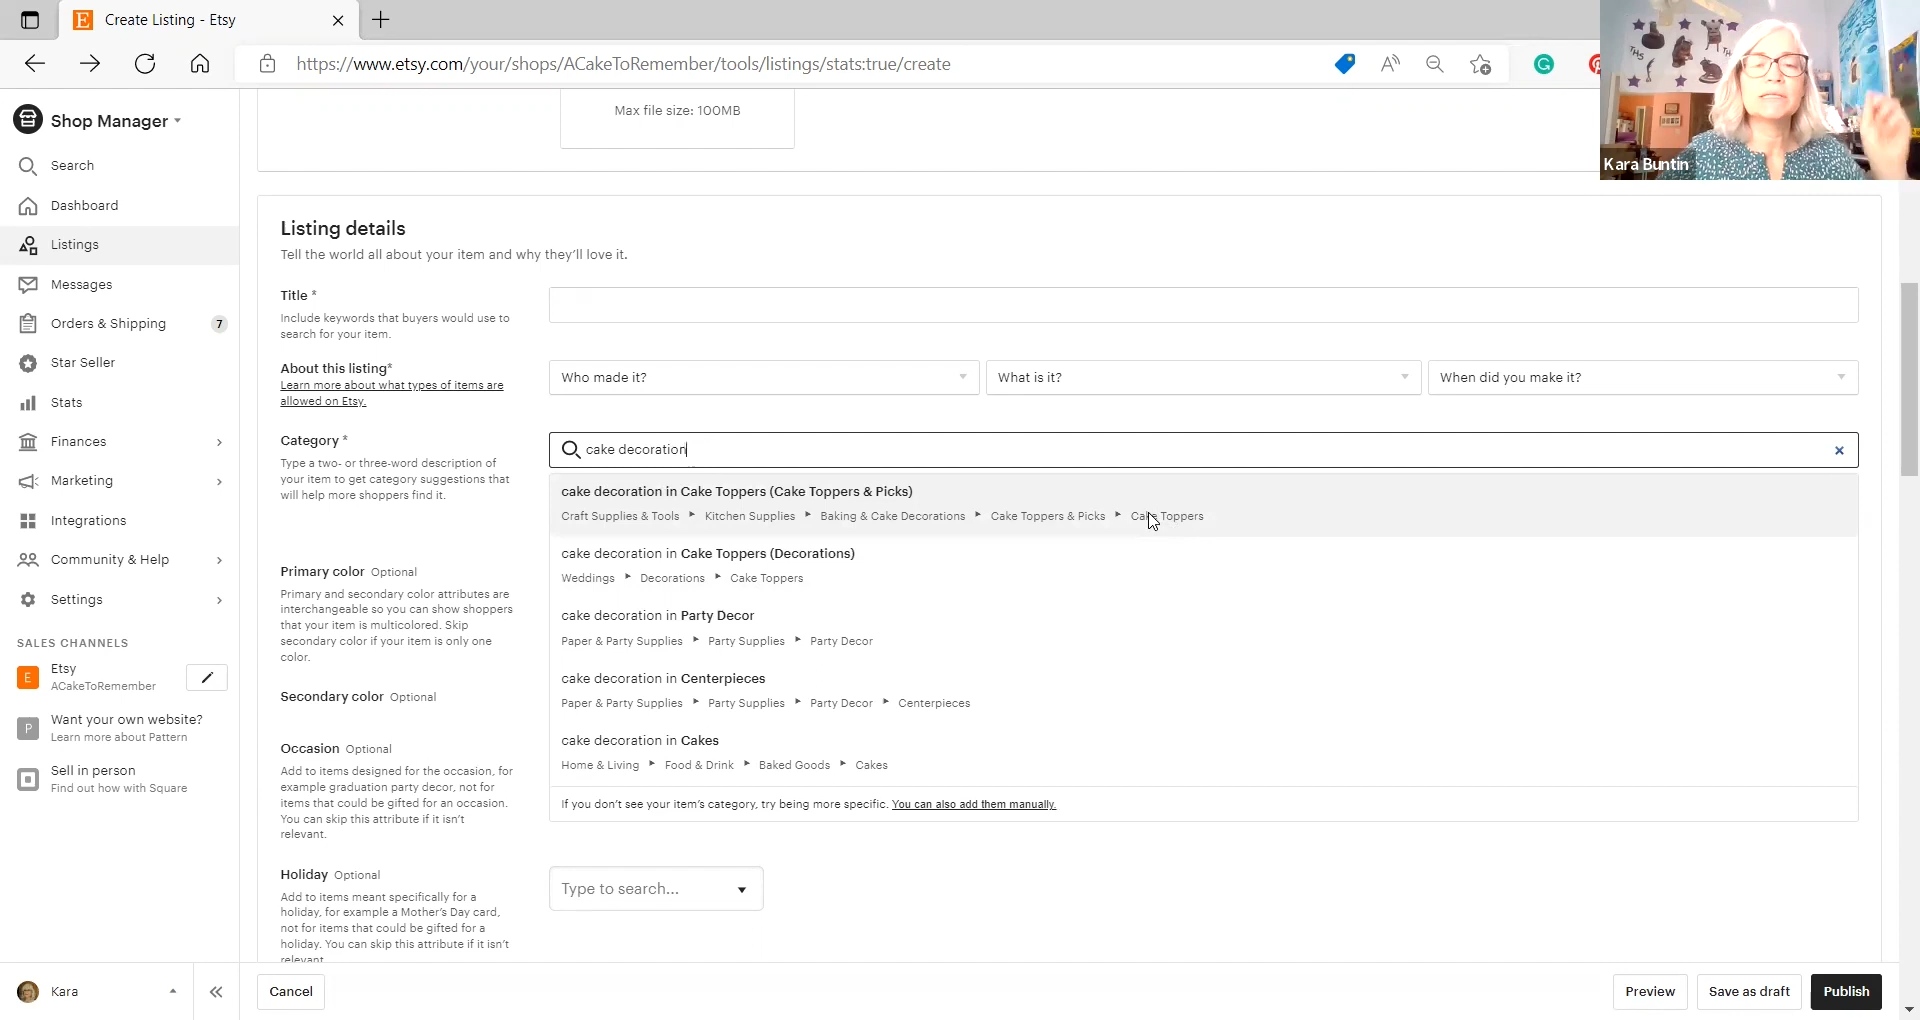 Create Listing - Etsy
https://www.etsy.com/your/shops/ACakeToRemember/tools/listings/stats:true/create
THS
THS
Kara Buntin
Shop Manager
Search
Dashboard
Listings
Messages
Orders & Shipping 7
Star Seller
Stats
Finances
Marketing
Integrations
Community & Help
Settings
SALES CHANNELS
E
Etsy
ACakeToRemember
P
Want your own website?
Learn more about Pattern
Sell in person
Find out how with Square
Kara
Max file size: 100MB
Listing details
Tell the world all about your item and why they'll love it.
Title *
Include keywords that buyers would use to
search for your item.
About this listing*
Learn more about what types of items are
allowed on Etsy.
Who made it?
What is it?
When did you make it?
Category *
Type a two- or three-word description of
your item to get category suggestions that
will help more shoppers find it.
cake decoration
cake decoration in Cake Toppers (Cake Toppers & Picks)
Craft Supplies & Tools ▸ Kitchen Supplies ▸ Baking & Cake Decorations ▸ Cake Toppers & Picks ▸ Cake Toppers
cake decoration in Cake Toppers (Decorations)
Weddings ▸ Decorations ▸ Cake Toppers
cake decoration in Party Decor
Paper & Party Supplies ▸ Party Supplies ▸ Party Decor
cake decoration in Centerpieces
Paper & Party Supplies ▸ Party Supplies ▸ Party Decor ▸ Centerpieces
cake decoration in Cakes
Home & Living ▸ Food & Drink ▸ Baked Goods ▸ Cakes
If you don't see your item's category, try being more specific. You can also add them manually.
Primary color Optional
Primary and secondary color attributes are
interchangeable so you can show shoppers
that your item is multicolored. Skip
secondary color if your item is only one
color.
Secondary color Optional
Occasion Optional
Add to items designed for the occasion, for
example graduation party decor, not for
items that could be gifted for an occasion.
You can skip this attribute if it isn't
relevant.
Holiday Optional
Add to items meant specifically for a
holiday, for example a Mother's Day card,
not for items that could be gifted for a
holiday. You can skip this attribute if it isn't
relevant.
Type to search...
Cancel
Preview
Save as draft
Publish